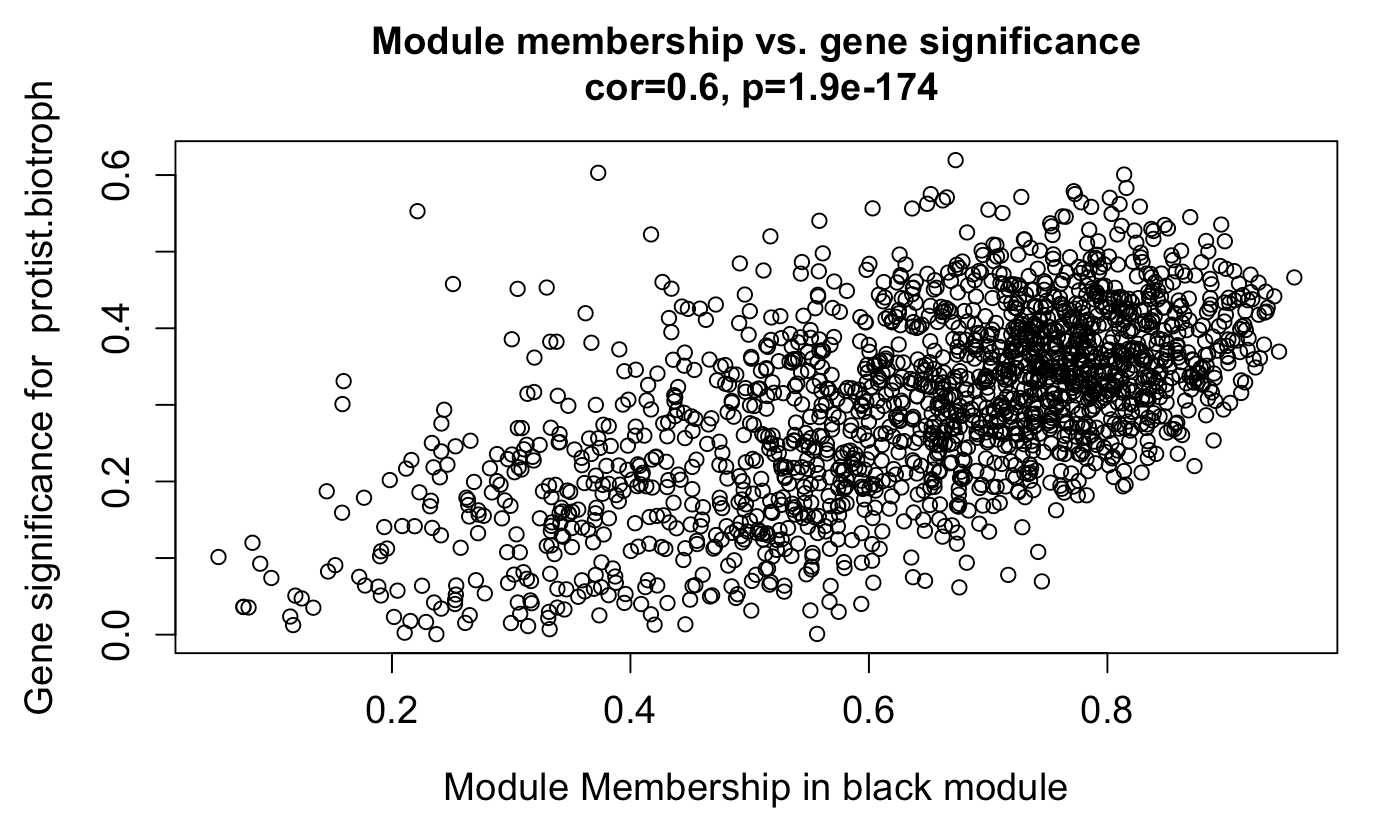 Module membership vs. gene significance
cor=0.6, p=1.9e-174
Gene significance for  protist.biotroph
0.6
0.4
0.2
0.0
0.2
0.4
0.6
0.8
Module Membership in black module